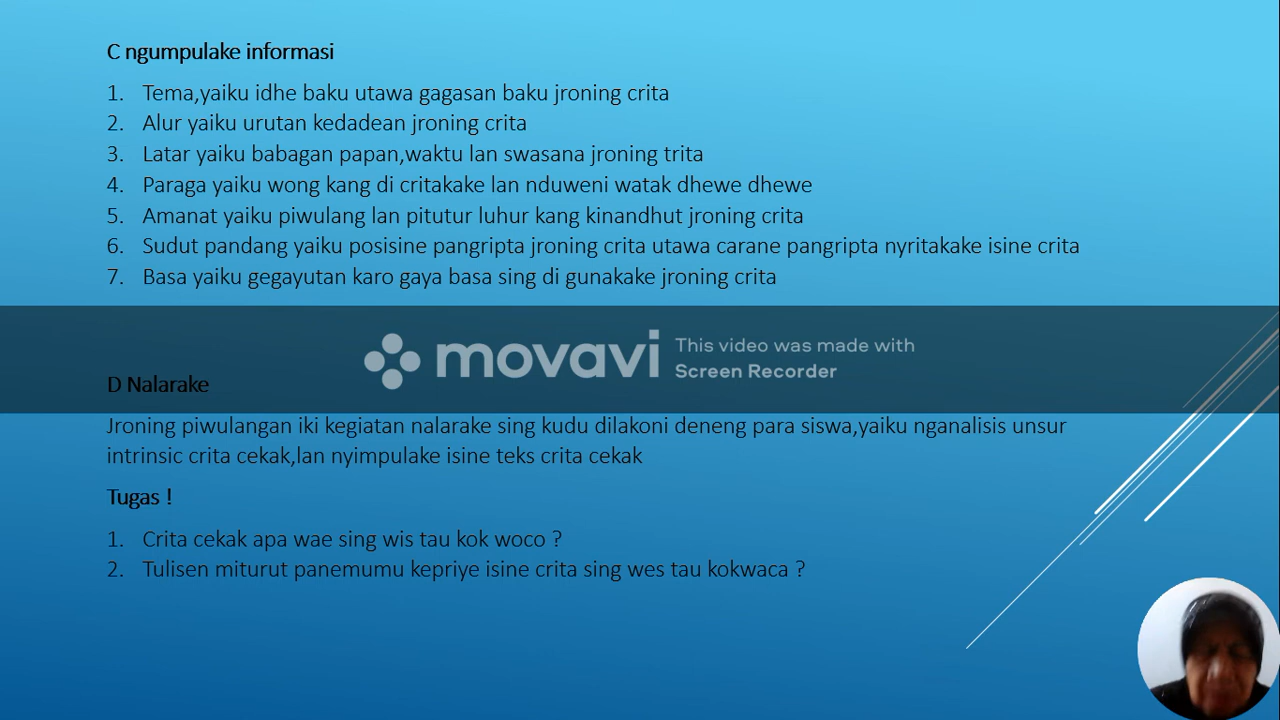 C ngumpulake informasi
1. Tema,yaiku idhe baku utawa gagasan baku jroning crita
2. Alur yaiku urutan kedadean jroning crita
3. Latar yaiku babagan papan,waktu lan swasana jroning trita
4. Paraga yaiku wong kang di critakake lan nduweni watak dhewe dhewe
5. Amanat yaiku piwulang lan pitutur luhur kang kinandhut jroning crita
6. Sudut pandang yaiku posisine pangripta jroning crita utawa carane pangripta nyritakake isine crita
7. Basa yaiku gegayutan karo gaya basa sing di gunakake jroning crita
movavi
This video was made with
Screen Recorder
D Nalarake
Jroning piwulangan iki kegiatan nalarake sing kudu dilakoni deneng para siswa,yaiku nganalisis unsur
intrinsic crita cekak,lan nyimpulake isine teks crita cekak
Tugas !
1. Crita cekak apa wae sing wis tau kok woco ?
2. Tulisen miturut panemumu kepriye isine crita sing wes tau kokwaca ?